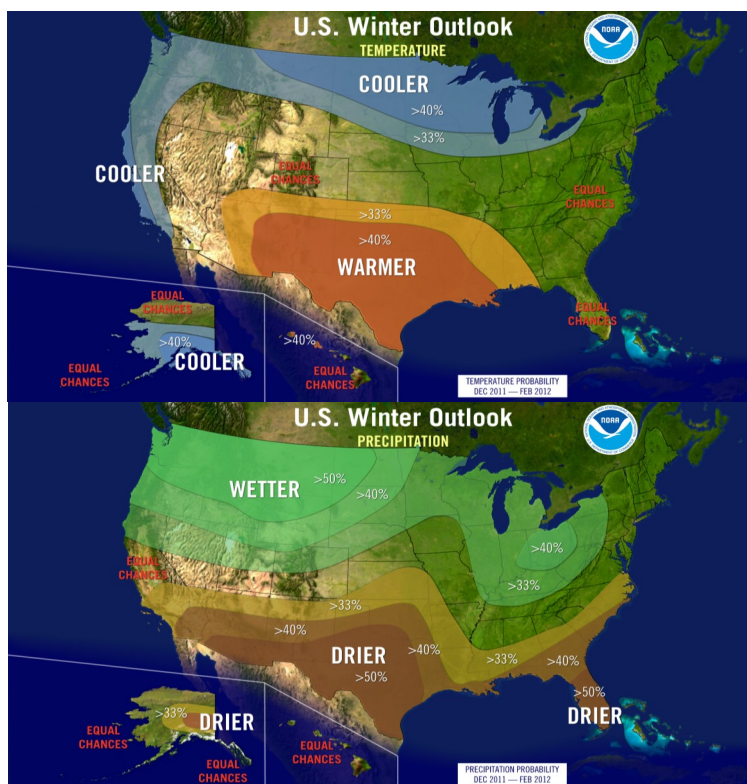 U.S. Winter Outlook
TEMPERATURE
NOAA
COOLER
>40%
>33%
COOLER
EQUAL
CHANCES
EQUAL
CHANCES
>33%
>40%
WARMER
EQUAL
CHANCES
EQUAL
CHANCES
>40%
COOLER
>40%
EQUAL
CHANCES
EQUAL
CHANCES
TEMPERATURE PROBABILITY
DEC 2011 — FEB 2012
U.S. Winter Outlook
PRECIPITATION
NOAA
WETTER
>50%
>40%
>40%
EQUAL
CHANCES
>33%
>33%
>40%
DRIER
>40%
>33%
>40%
>50%
>50%
DRIER
>33%
DRIER
EQUAL
CHANCES
EQUAL
CHANCES
EQUAL
CHANCES
PRECIPITATION PROBABILITY
DEC 2011 — FEB 2012